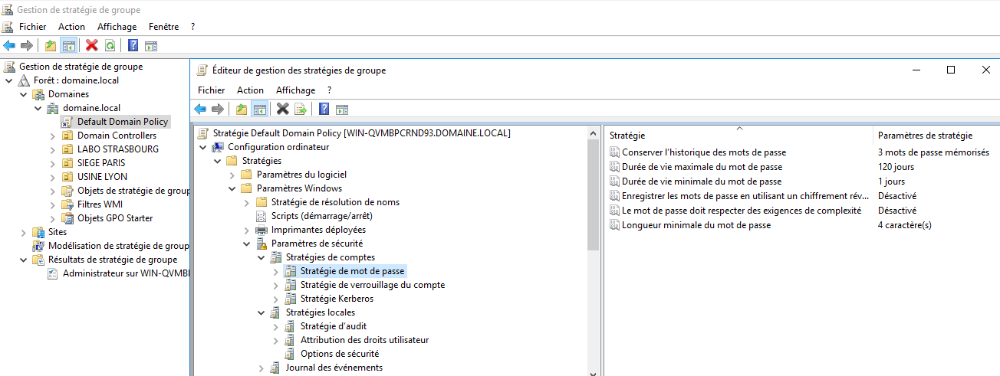 Gestion de stratégie de groupe
Fichier Action Affichage Fenêtre ?
Gestion de stratégie de groupe
Forêt : domaine.local
Domaines
domaine.local
Default Domain Policy
Domain Controllers
LABO STRASBOURG
SIEGE PARIS
USINE LYON
Objets de stratégie de group
Filtres WMI
Objets GPO Starter
Sites
Modélisation de stratégie de group
Résultats de stratégie de groupe
Administrateur sur WIN-QVMB
Éditeur de gestion des stratégies de groupe
Fichier Action Affichage ?
Stratégie Default Domain Policy [WIN-QVMBPCRND93.DOMAINE.LOCAL]
Configuration ordinateur
Stratégies
Paramètres du logiciel
Paramètres Windows
Stratégie de résolution de noms
Scripts (démarrage/arrêt)
Imprimantes déployées
Paramètres de sécurité
Stratégies de comptes
Stratégie de mot de passe
Stratégie de verrouillage du compte
Stratégie Kerberos
Stratégies locales
Stratégie d'audit
Attribution des droits utilisateur
Options de sécurité
Journal des événements
Stratégie Paramètres de stratégie
Conserver l'historique des mots de passe 3 mots de passe mémorisés
Durée de vie maximale du mot de passe 120 jours
Durée de vie minimale du mot de passe 1 jours
Enregistrer les mots de passe en utilisant un chiffrement rév... Désactivé
Le mot de passe doit respecter des exigences de complexité Désactivé
Longueur minimale du mot de passe 4 caractère(s)